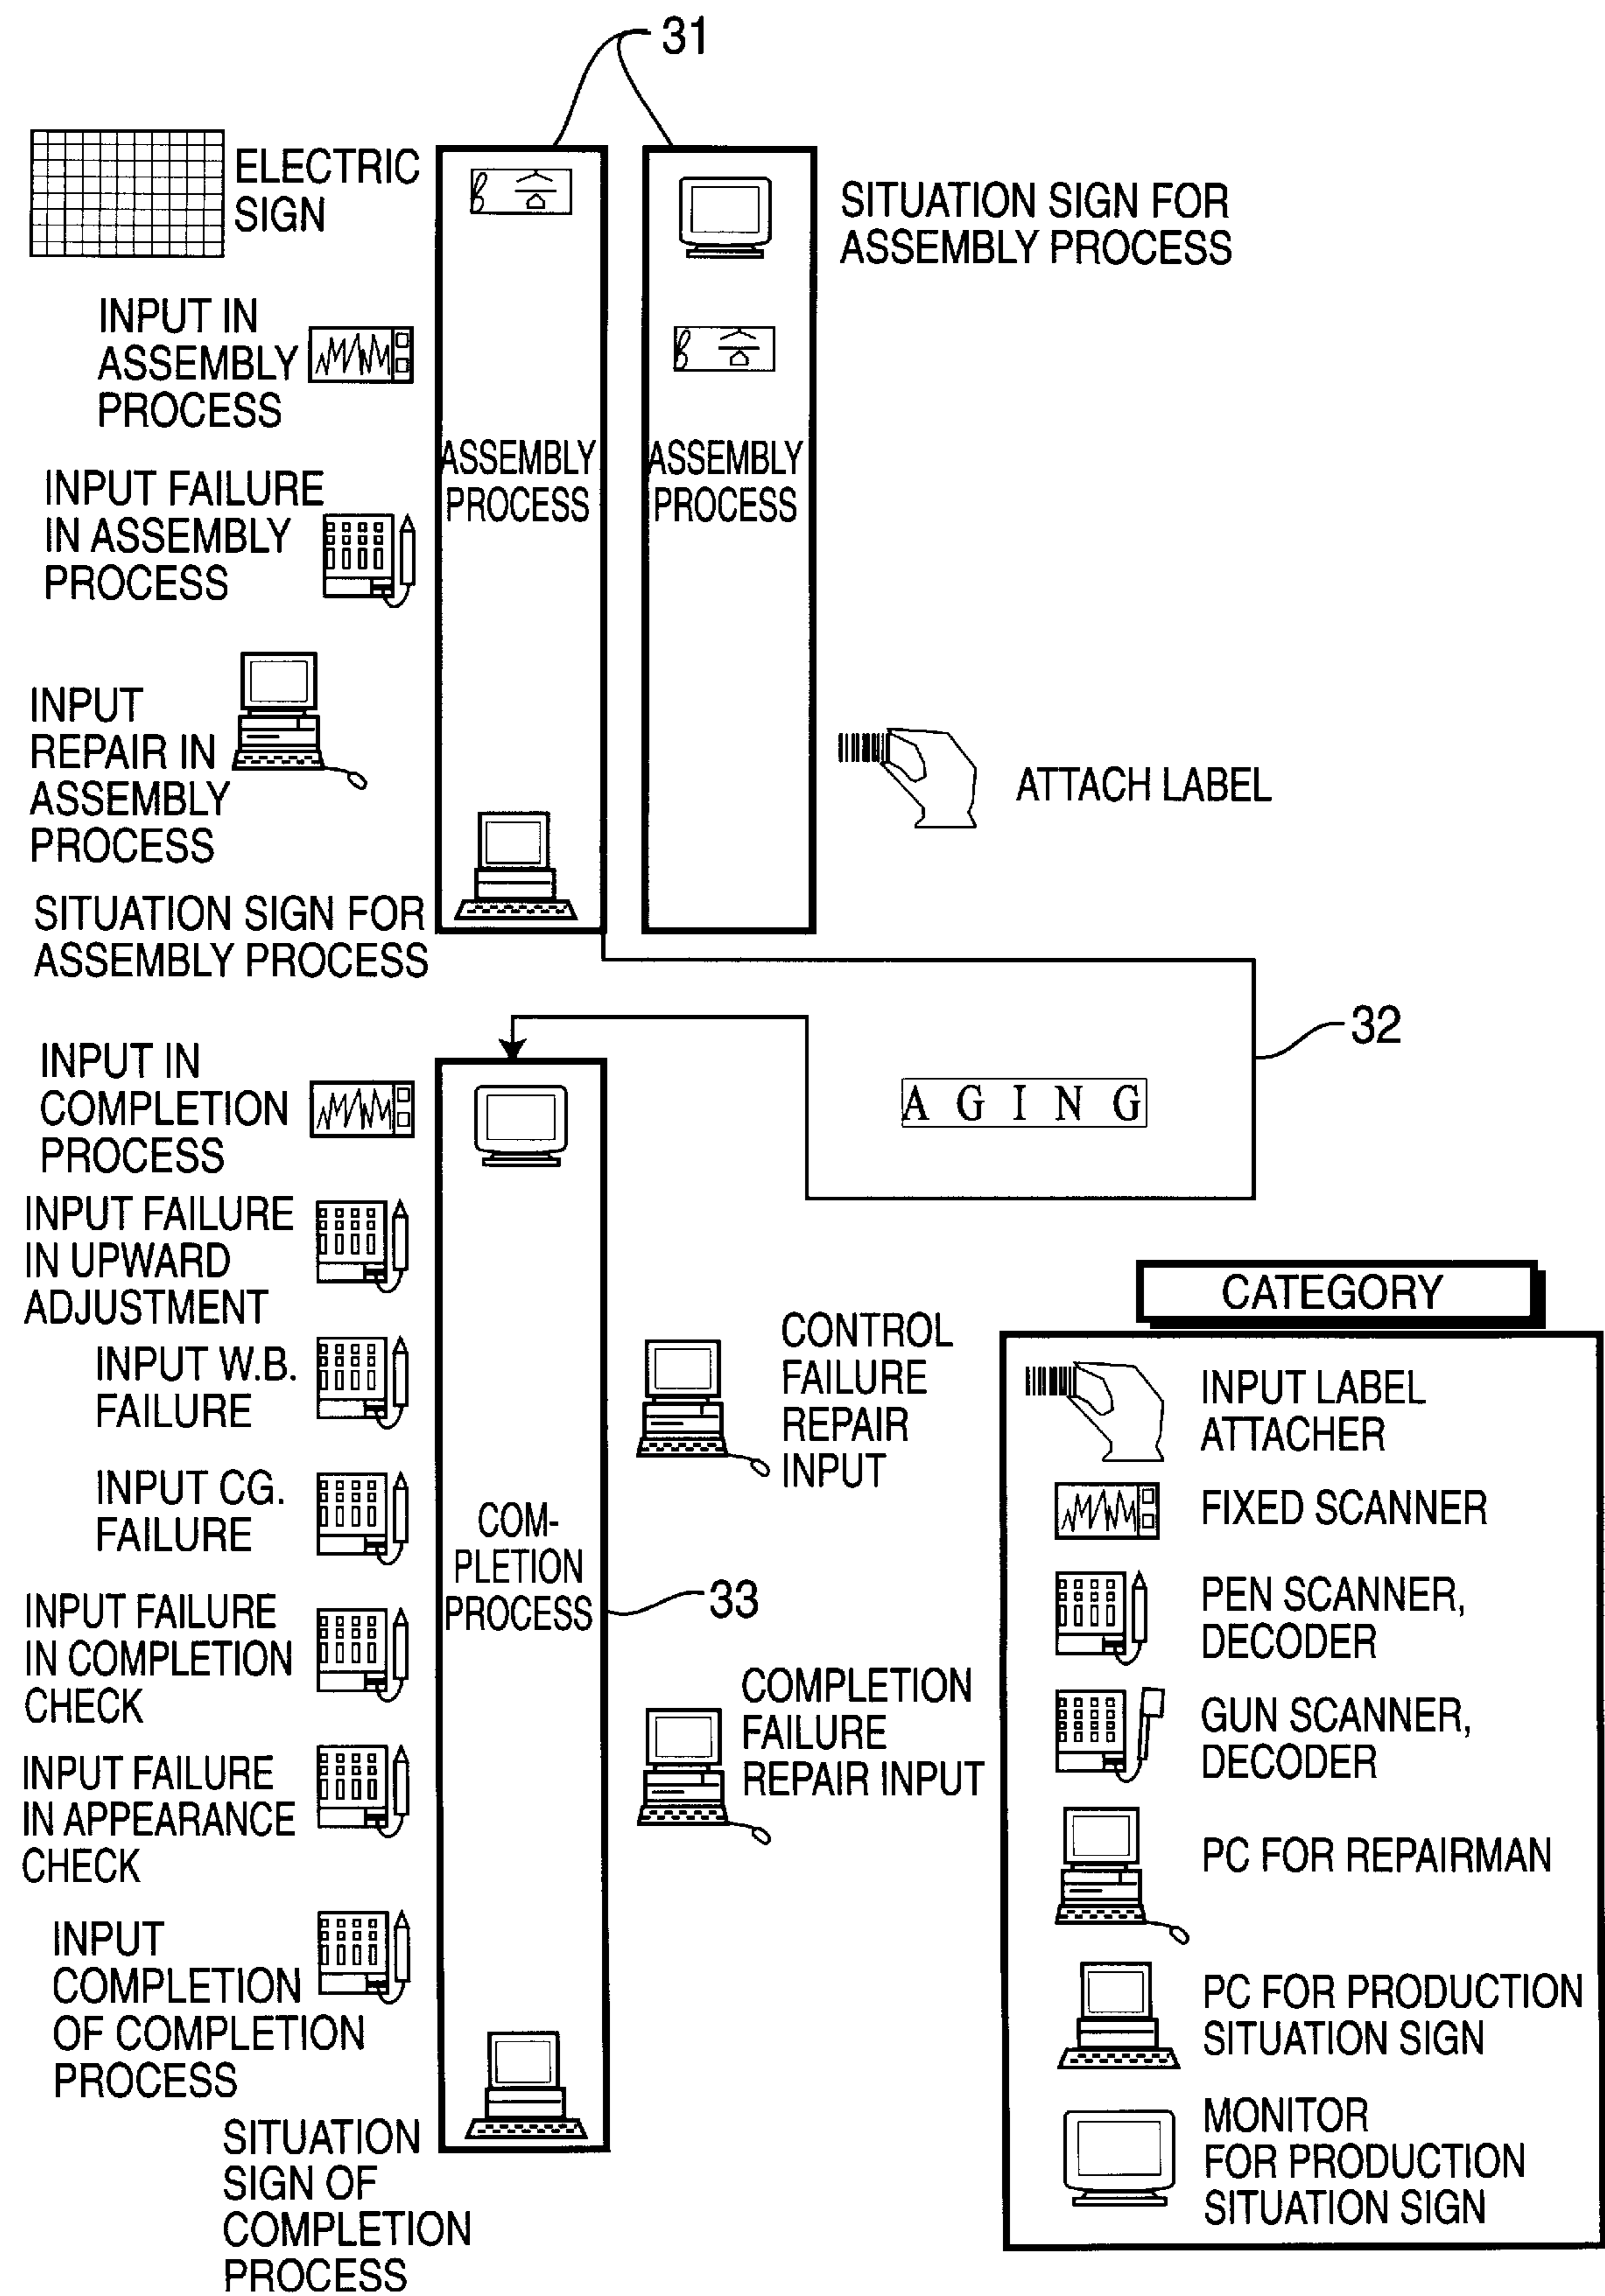 31
ELECTRIC
SIGN
SITUATION SIGN FOR
ASSEMBLY PROCESS
INPUT IN
ASSEMBLY
PROCESS
ASSEMBLY
PROCESS
ASSEMBLY
PROCESS
INPUT FAILURE
IN ASSEMBLY
PROCESS
INPUT
REPAIR IN
ASSEMBLY
PROCESS
ATTACH LABEL
SITUATION SIGN FOR
ASSEMBLY PROCESS
32
INPUT IN
COMPLETION
PROCESS
AGING
INPUT FAILURE
IN UPWARD
ADJUSTMENT
INPUT W.B.
FAILURE
INPUT CG.
FAILURE
INPUT FAILURE
IN COMPLETION
CHECK
INPUT FAILURE
IN APPEARANCE
CHECK
INPUT
COMPLETION
OF COMPLETION
PROCESS
SITUATION
SIGN OF
COMPLETION
PROCESS
COM-
PLETION
PROCESS
33
CONTROL
FAILURE
REPAIR
INPUT
COMPLETION
FAILURE
REPAIR INPUT
CATEGORY
INPUT LABEL
ATTACHER
FIXED SCANNER
PEN SCANNER,
DECODER
GUN SCANNER,
DECODER
PC FOR REPAIRMAN
PC FOR PRODUCTION
SITUATION SIGN
MONITOR
FOR PRODUCTION
SITUATION SIGN